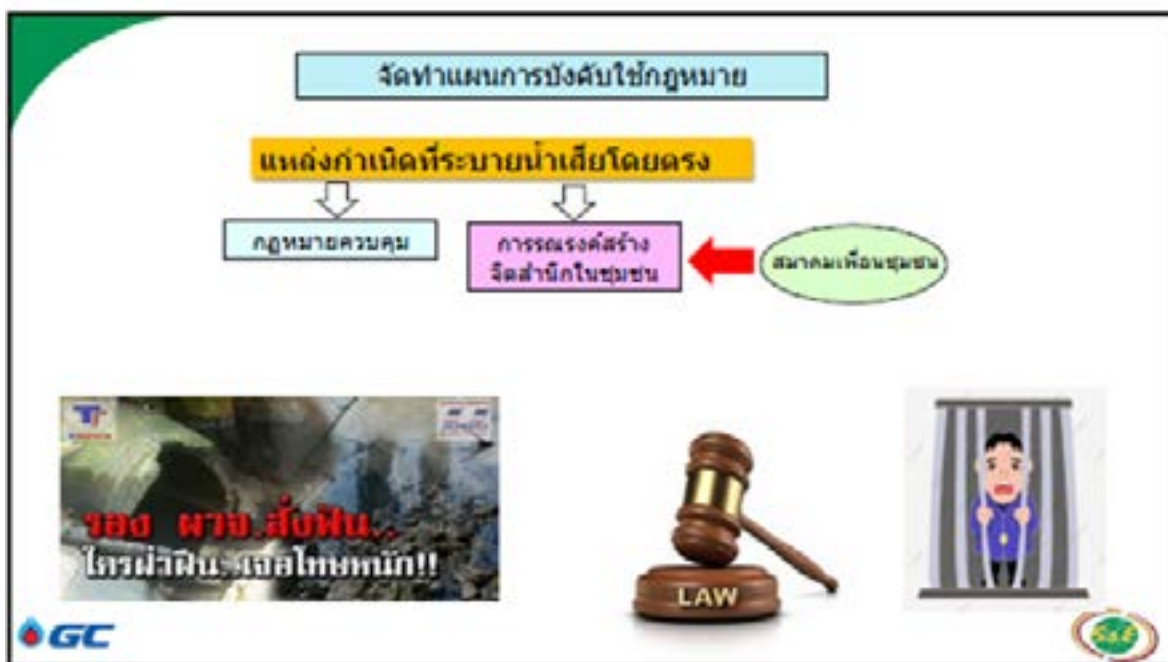 จัดทำแผนการบังคับใช้กฎหมาย
แหล่งกำเนิดที่ระบายน้ำเสียโดยตรง
กฎหมายควบคุม
การรณรงค์สร้าง
จิตสำนึกในชุมชน
สมาคมเพื่อนชุมชน
รอง ผวจ.สั่งฟัน..
ใครฝ่าฝืน..เจอโทษหนัก!!
LAW
GC